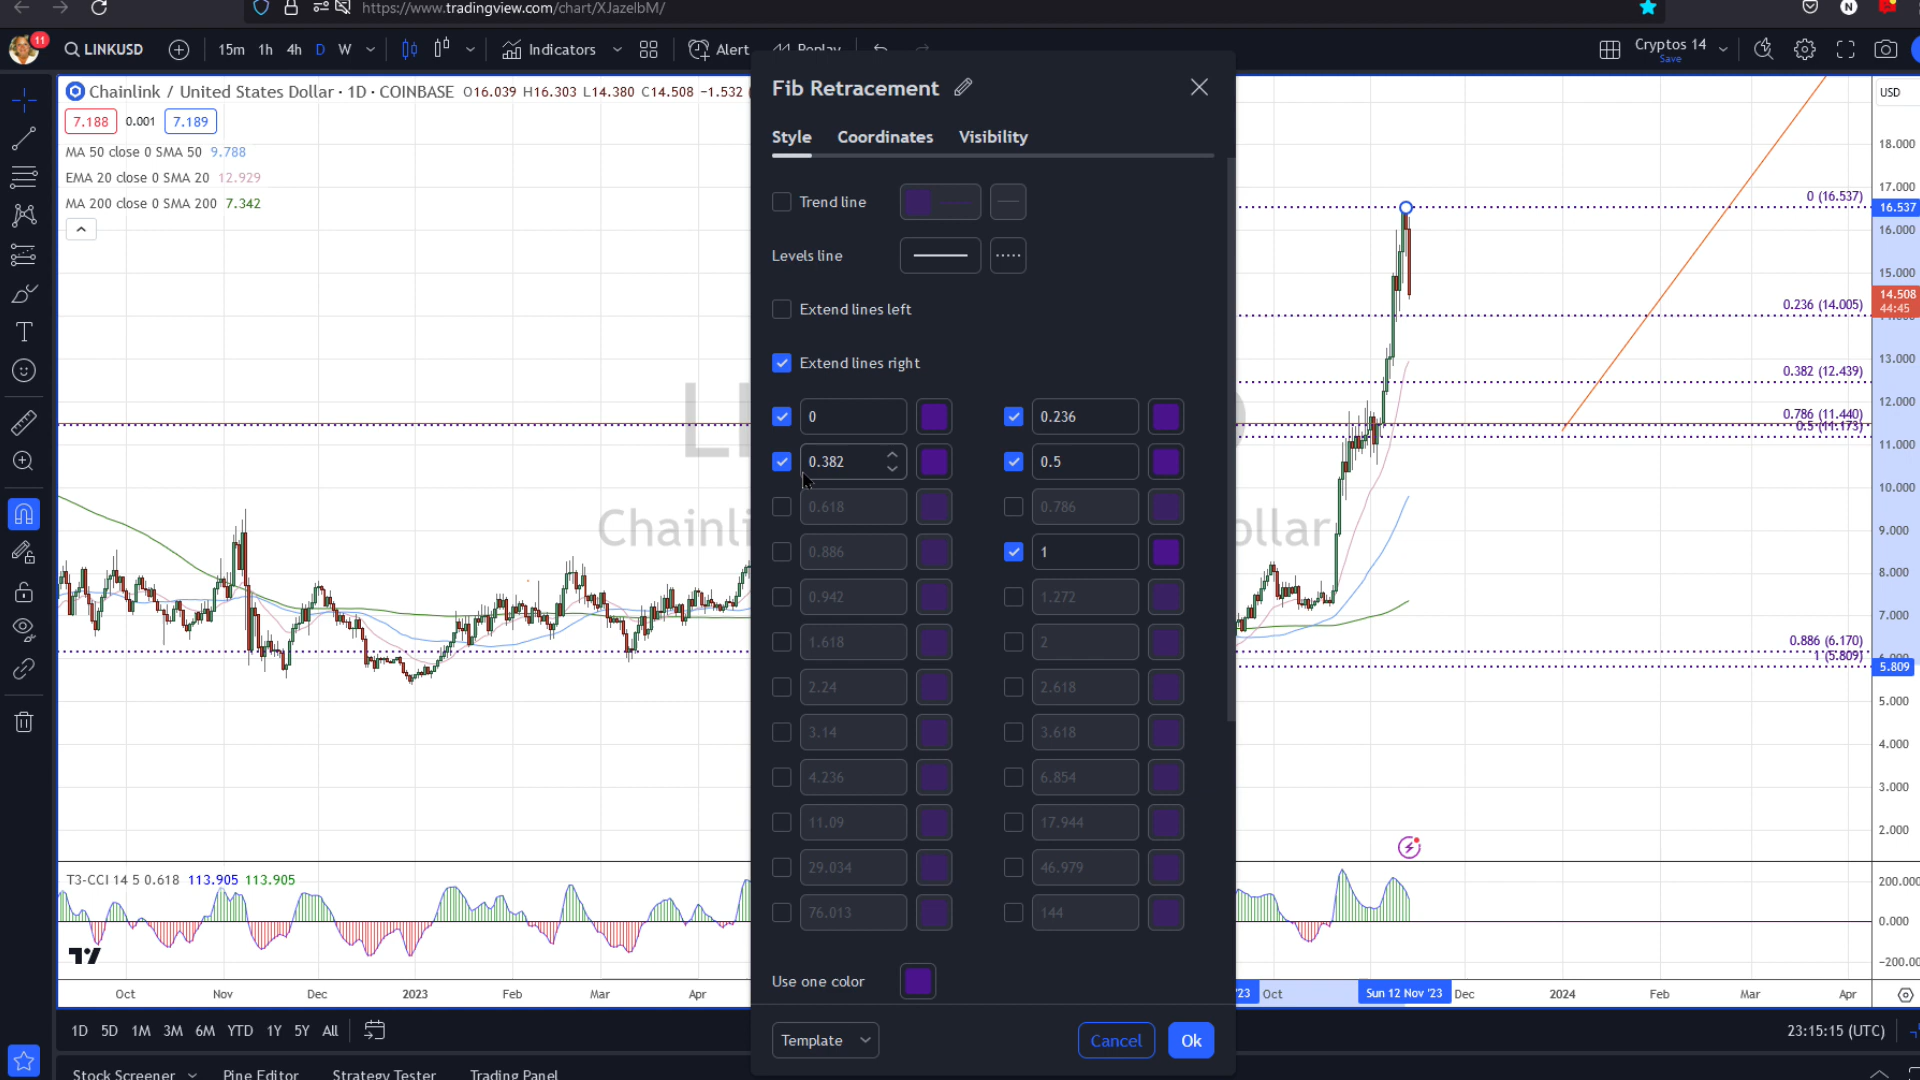 https://www.tradingview.com/chart/XJazelbM/
N
11
LINKUSD
15m 1h 4h D W
Indicators
Alert
Replay
Cryptos 14
Save
Chainlink / United States Dollar · 1D · COINBASE O16.039 H16.303 L14.380 C14.508 −1.532
7.188 0.001 7.189
MA 50 close 0 SMA 50 9.788
EMA 20 close 0 SMA 20 12.929
MA 200 close 0 SMA 200 7.342
Fib Retracement
Style Coordinates Visibility
Trend line
Levels line
Extend lines left
Extend lines right
0 0.236
0.382 0.5
0.618 0.786
0.886 1
0.942 1.272
1.618 2
2.24 2.618
3.14 3.618
4.236 6.854
11.09 17.944
29.034 46.979
76.013 144
Use one color
Template
Cancel Ok
Chainli
ollar
USD
18.000
17.000
0 (16.537)
16.537
16.000
15.000
14.508
44:45
0.236 (14.005)
13.000
0.382 (12.439)
12.000
0.786 (11.440)
0.5 (11.173)
11.000
10.000
9.000
8.000
7.000
0.886 (6.170)
1 (5.809)
5.809
5.000
4.000
3.000
2.000
T3-CCI 14 5 0.618 113.905 113.905
200.000
0.000
−200.00
Oct Nov Dec 2023 Feb Mar Apr
'23 Oct Sun 12 Nov '23 Dec 2024 Feb Mar Apr
1D 5D 1M 3M 6M YTD 1Y 5Y All
23:15:15 (UTC)
Stock Screener Pine Editor Strategy Tester Trading Panel